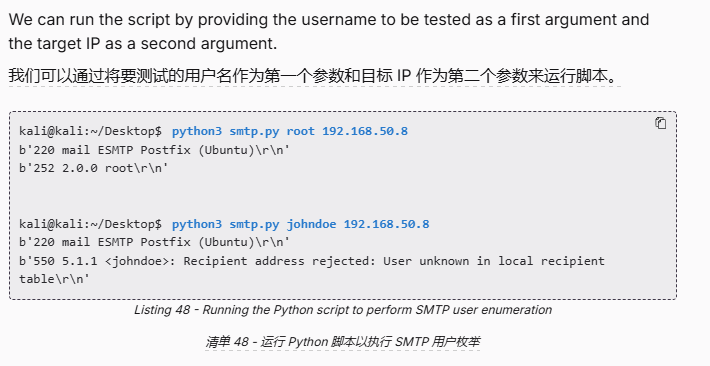 We can run the script by providing the username to be tested as a first argument and
the target IP as a second argument.
我们可以通过将要测试的用户名作为第一个参数和目标 IP 作为第二个参数来运行脚本。
kali@kali:~/Desktop$ python3 smtp.py root 192.168.50.8
b'220 mail ESMTP Postfix (Ubuntu)\r\n'
b'252 2.0.0 root\r\n'
kali@kali:~/Desktop$ python3 smtp.py johndoe 192.168.50.8
b'220 mail ESMTP Postfix (Ubuntu)\r\n'
b'550 5.1.1 <johndoe>: Recipient address rejected: User unknown in local recipient
table\r\n'
Listing 48 - Running the Python script to perform SMTP user enumeration
清单 48 - 运行 Python 脚本以执行 SMTP 用户枚举